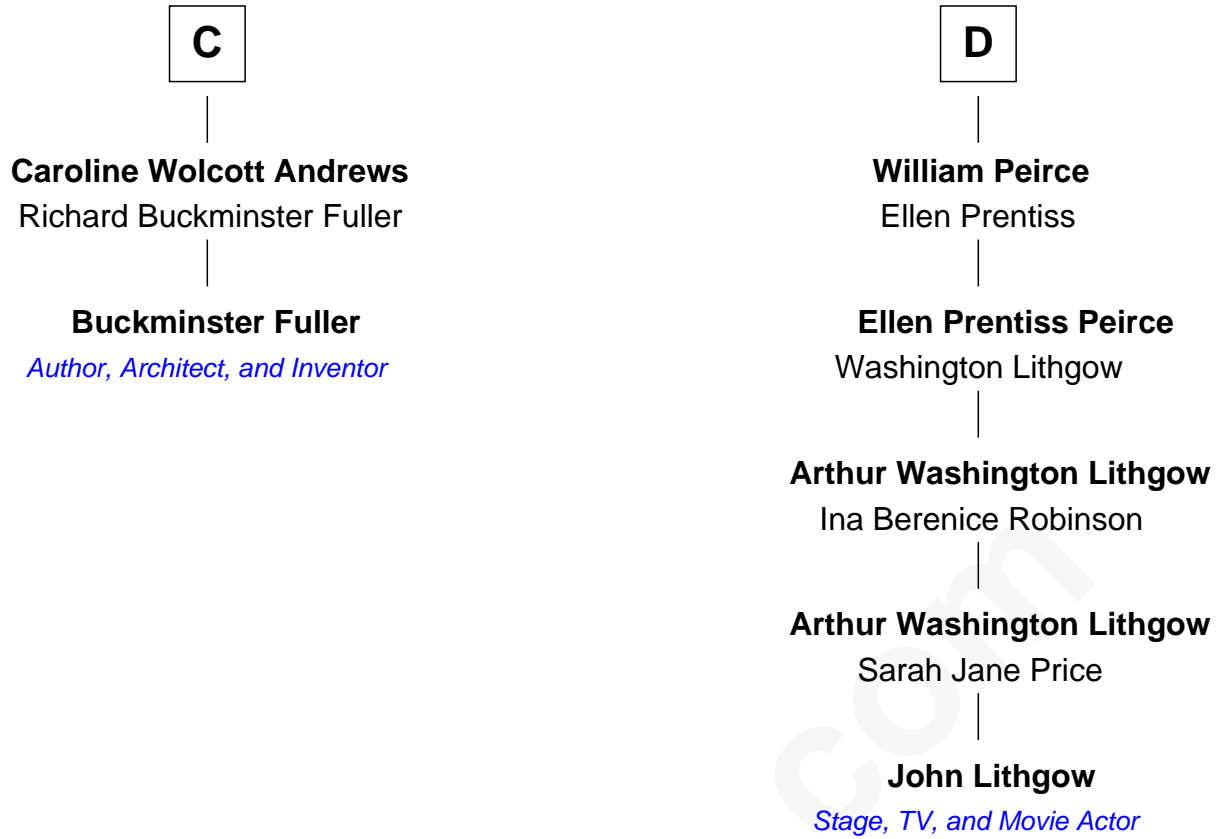 C
Caroline Wolcott Andrews
Richard Buckminster Fuller
Buckminster Fuller
Author, Architect, and Inventor
D
William Peirce
Ellen Prentiss
Ellen Prentiss Peirce
Washington Lithgow
Arthur Washington Lithgow
Ina Berenice Robinson
Arthur Washington Lithgow
Sarah Jane Price
John Lithgow
Stage, TV, and Movie Actor
com